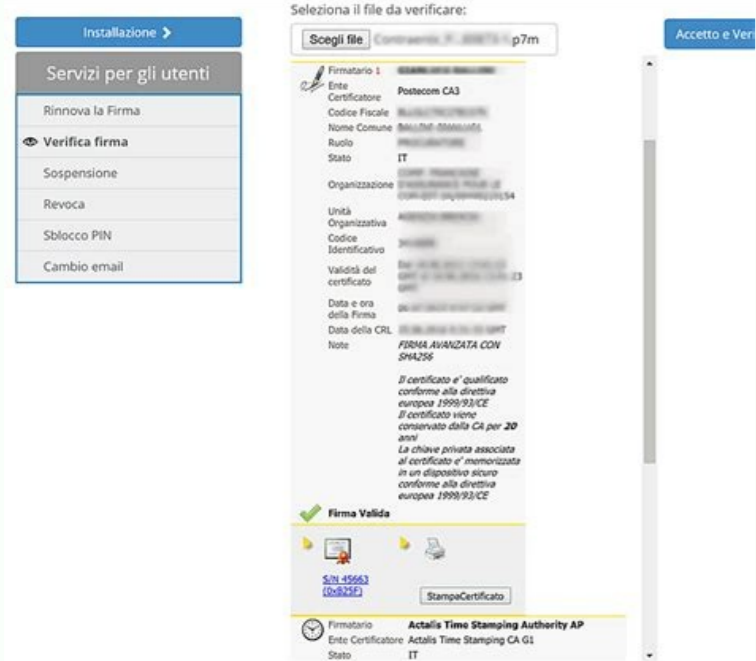 Installazione
Servizi per gli utenti
Rinnova la Firma
Verifica firma
Sospensione
Revoca
Sblocco PIN
Cambio email
Seleziona il file da verificare:
Scegli file p7m
Accetto e Veri
Firmatario 1
Ente Certificatore Postecom CA3
Codice Fiscale
Nome Comune
Ruolo
Stato IT
Organizzazione
Unità
Organizzativa
Codice
Identificativo
Validità del
certificato
Data e ora
della Firma
Data della CRL
Note FIRMA AVANZATA CON
SHA256
Il certificato e' qualificato
conforme alla direttiva
europea 1999/93/CE
Il certificato viene
conservato dalla CA per 20
anni
La chiave privata associata
al certificato e' memorizzata
in un dispositivo sicuro
conforme alla direttiva
europea 1999/93/CE
Firma Valida
S/N 45663
(0xB25F)
StampaCertificato
Firmatario Actalis Time Stamping Authority AP
Ente Certificatore Actalis Time Stamping CA G1
Stato IT